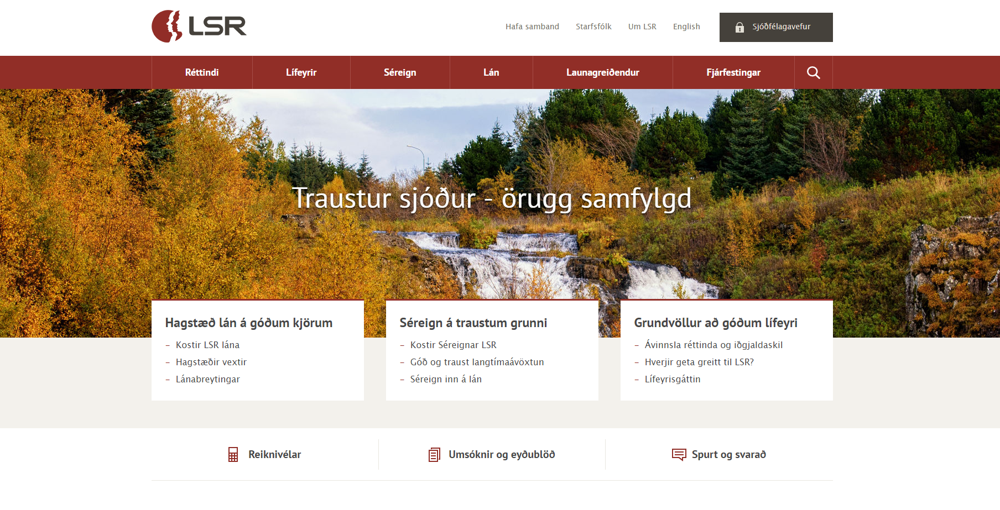 LSR
Hafa samband
Starfsfólk
Um LSR
English
Sjóðfélagavefur
Réttindi
Lífeyrir
Séreign
Lán
Launagreiðendur
Fjárfestingar
Traustur sjóður - örugg samfylgd
Hagstæð lán á góðum kjörum
– Kostir LSR lána
– Hagstæðir vextir
– Lánabreytingar
Séreign á traustum grunni
– Kostir Séreignar LSR
– Góð og traust langtímaávöxtun
– Séreign inn á lán
Grundvöllur að góðum lífeyri
– Ávinnsla réttinda og iðgjaldaskil
– Hverjir geta greitt til LSR?
– Lífeyrisgáttin
Reiknivélar
Umsóknir og eyðublöð
Spurt og svarað